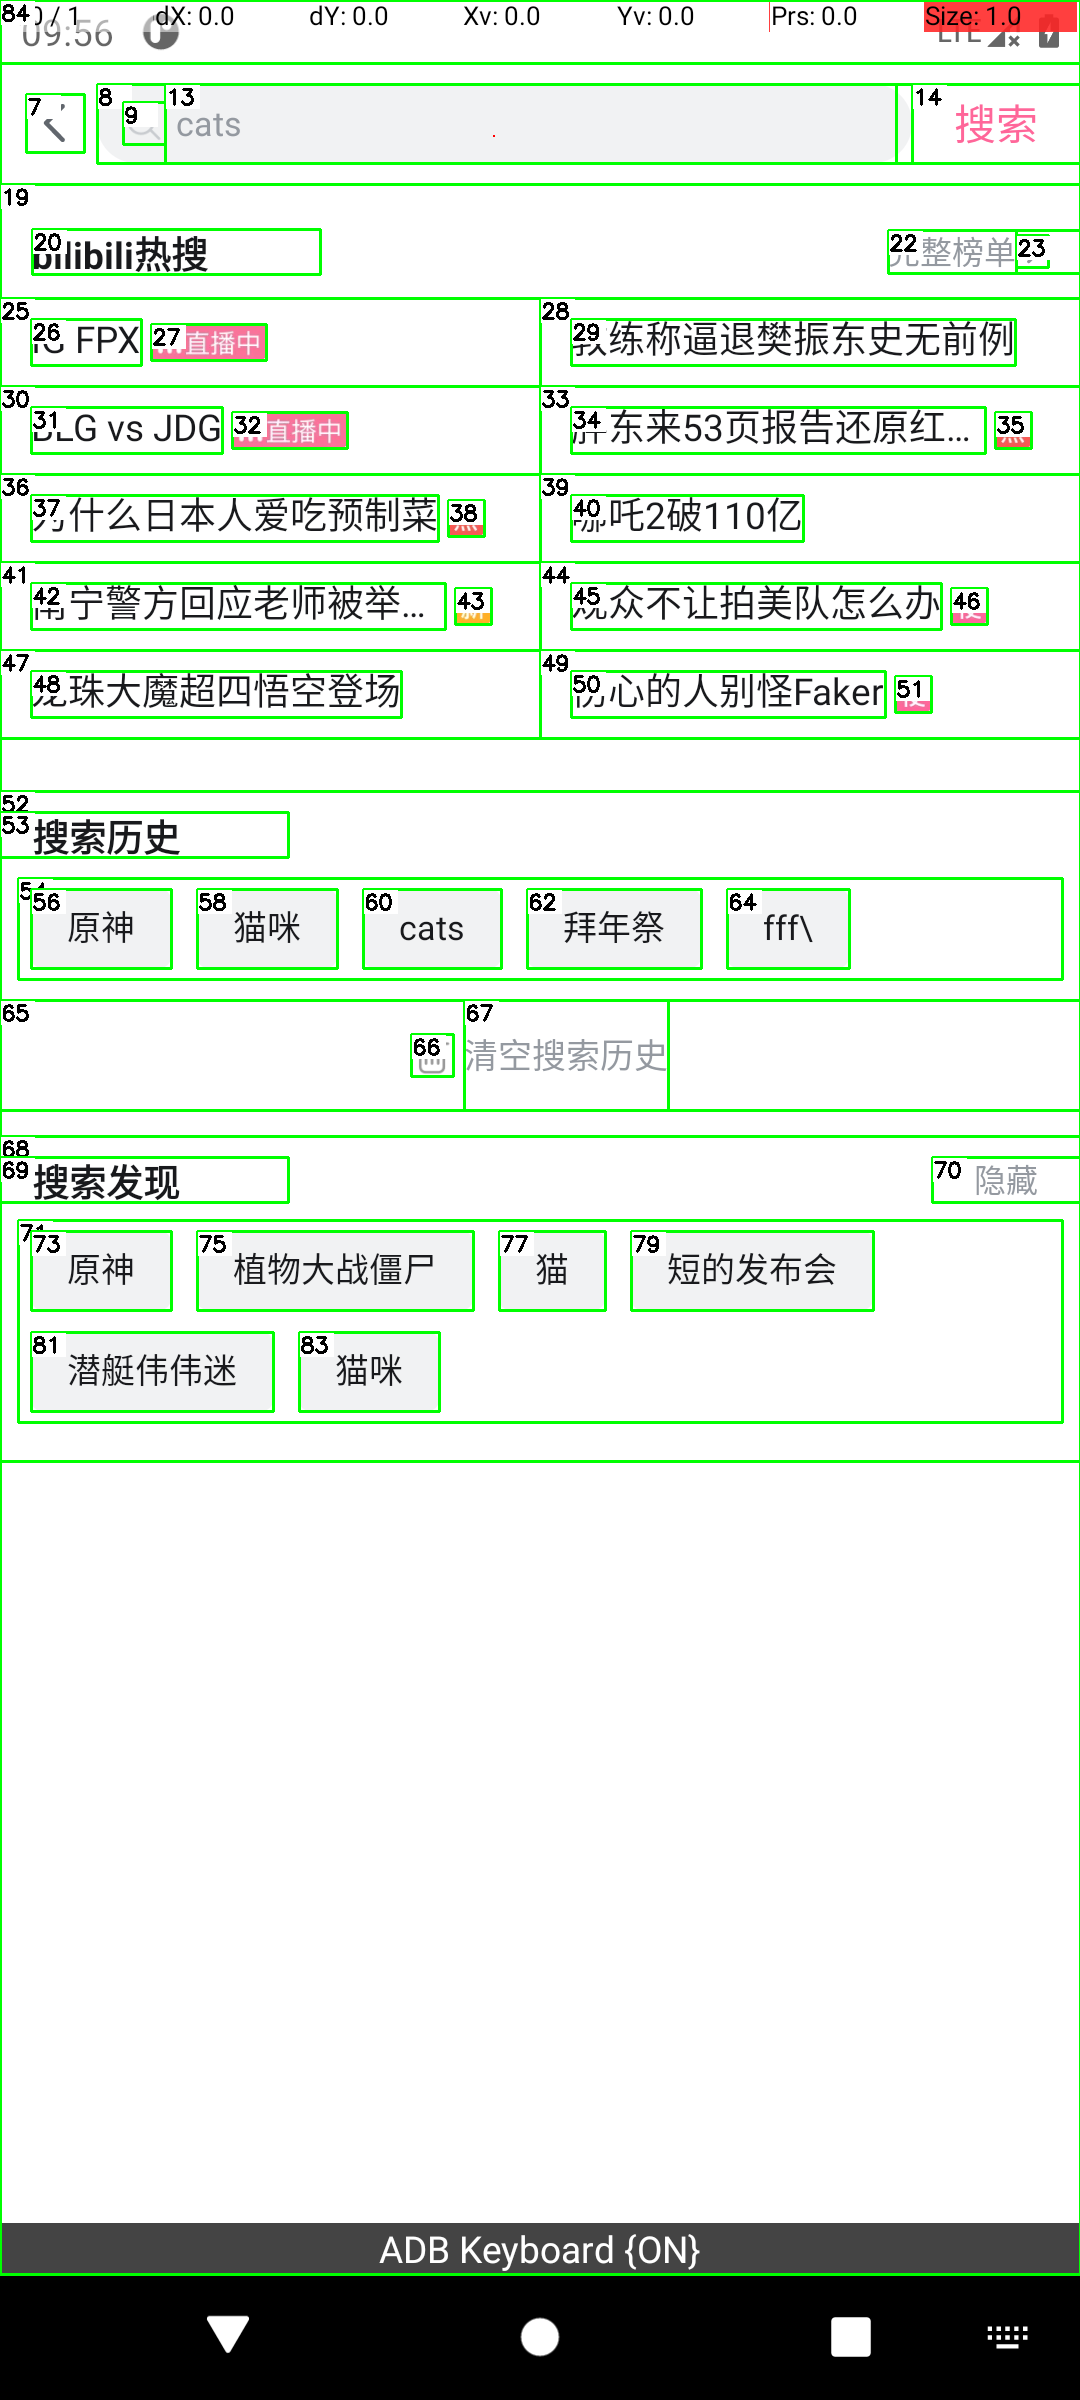 84 / 1 dX: 0.0 dY: 0.0 Xv: 0.0 Yv: 0.0 Prs: 0.0 Size: 1.0
09:56 LTE
7 8 9 13 cats 14 搜索
19
20 bilibili热搜 22 完整榜单 23
25 26 FPX 27 直播中 28 29 教练称逼退樊振东史无前例
30 31 BLG vs JDG 32 直播中 33 34 胖东来53页报告还原红... 35
36 37 为什么日本人爱吃预制菜 38 热 39 40 哪吒2破110亿
41 42 南宁警方回应老师被举... 43 新 44 45 观众不让拍美队怎么办 46 梗
47 48 龙珠大魔超四悟空登场 49 50 伤心的人别怪Faker 51 梗
52
53 搜索历史
56 原神 58 猫咪 60 cats 62 拜年祭 64 fff\
65 66 67 清空搜索历史
68
69 搜索发现 70 隐藏
73 原神 75 植物大战僵尸 77 猫 79 短的发布会
81 潜艇伟伟迷 83 猫咪
ADB Keyboard {ON}